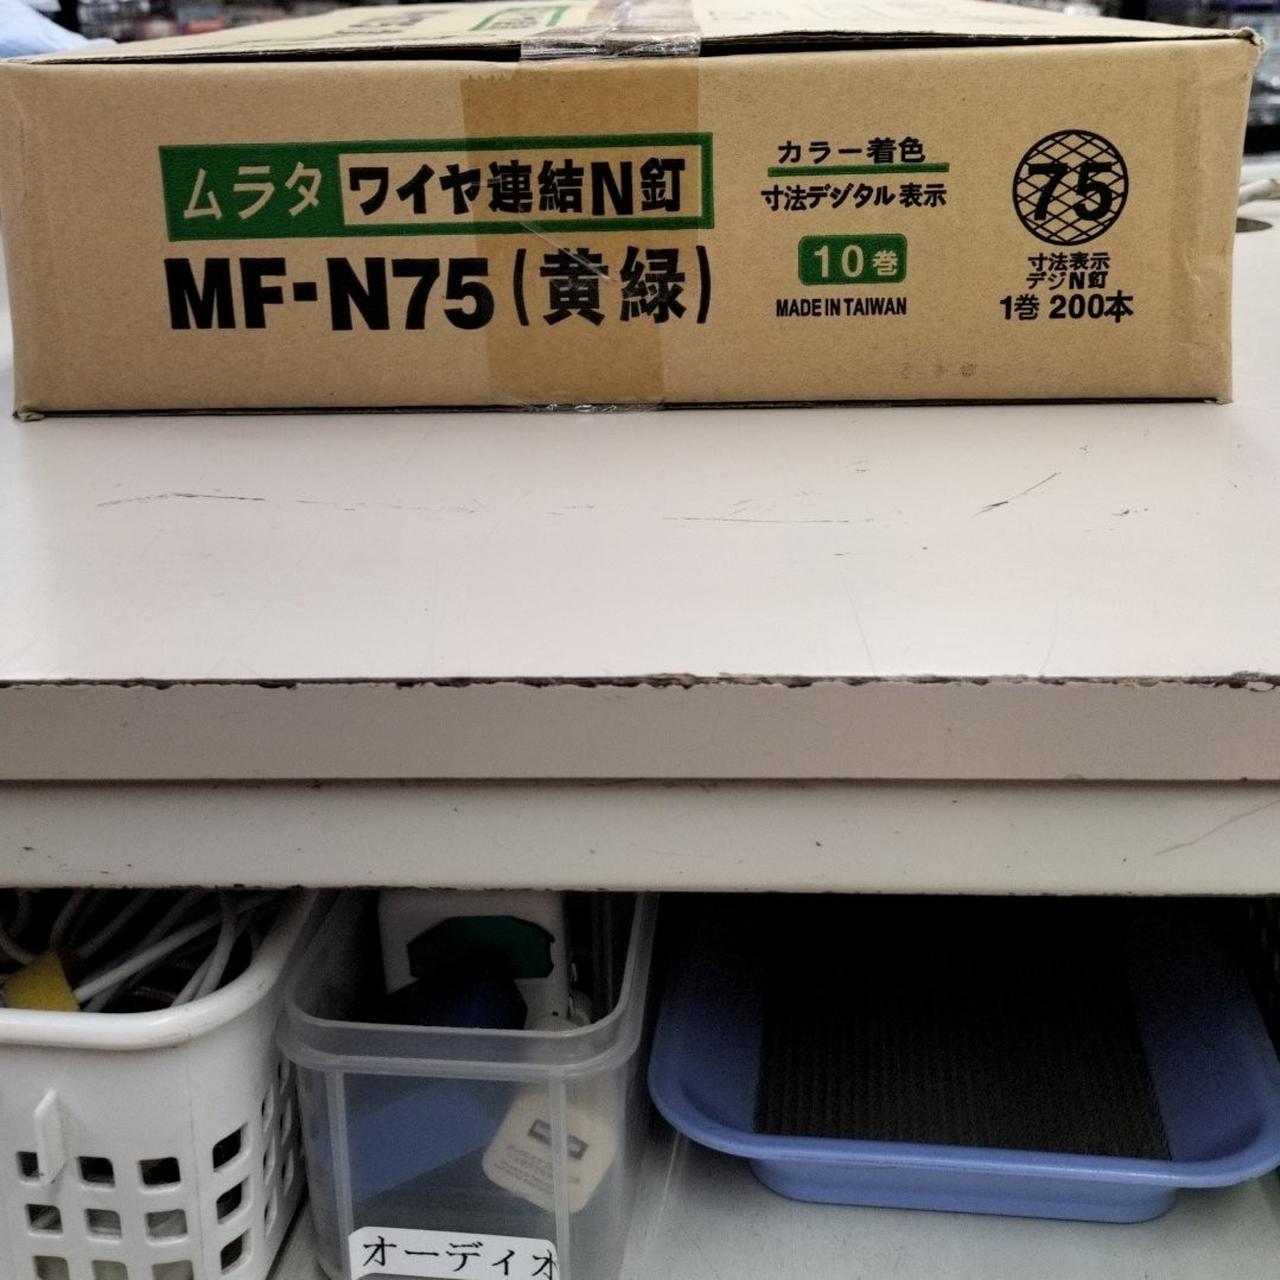 ムラタ ワイヤ連結N釘
MF-N75(黄緑)
カラー着色
寸法デジタル表示
10巻
MADE IN TAIWAN
75
寸法表示
デジN釘
1巻 200本
オーディオ